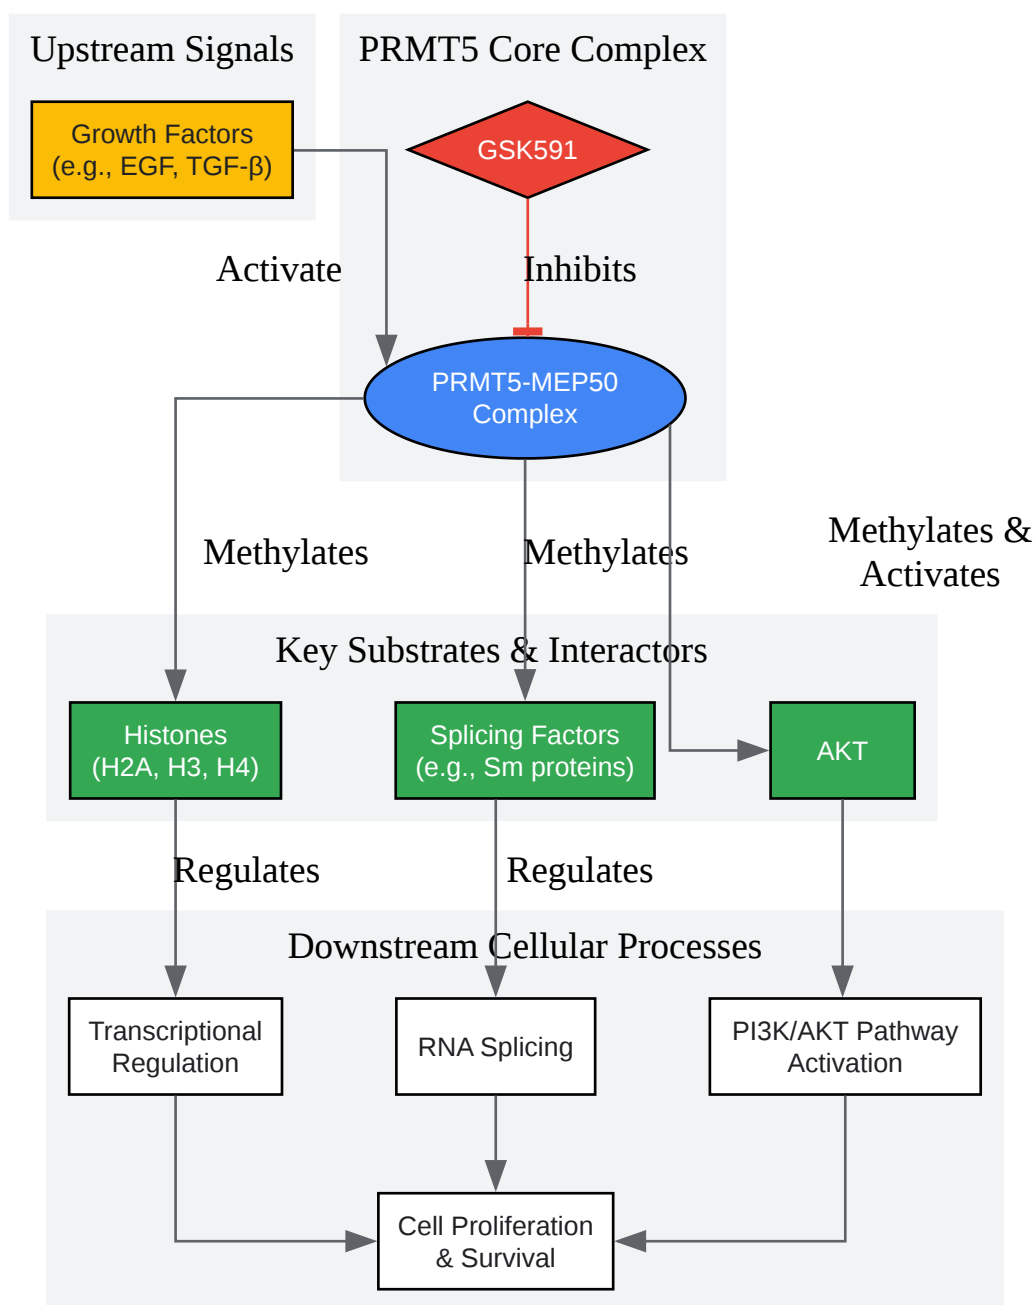 Upstream Signals
PRMT5 Core Complex
Growth Factors
(e.g., EGF, TGF-β)
GSK591
Activate
Inhibits
PRMT5-MEP50
Complex
Methylates
Methylates
Methylates &
Activates
Key Substrates & Interactors
Histones
(H2A, H3, H4)
Splicing Factors
(e.g., Sm proteins)
AKT
Regulates
Regulates
Downstream Cellular Processes
Transcriptional
Regulation
RNA Splicing
PI3K/AKT Pathway
Activation
Cell Proliferation
& Survival